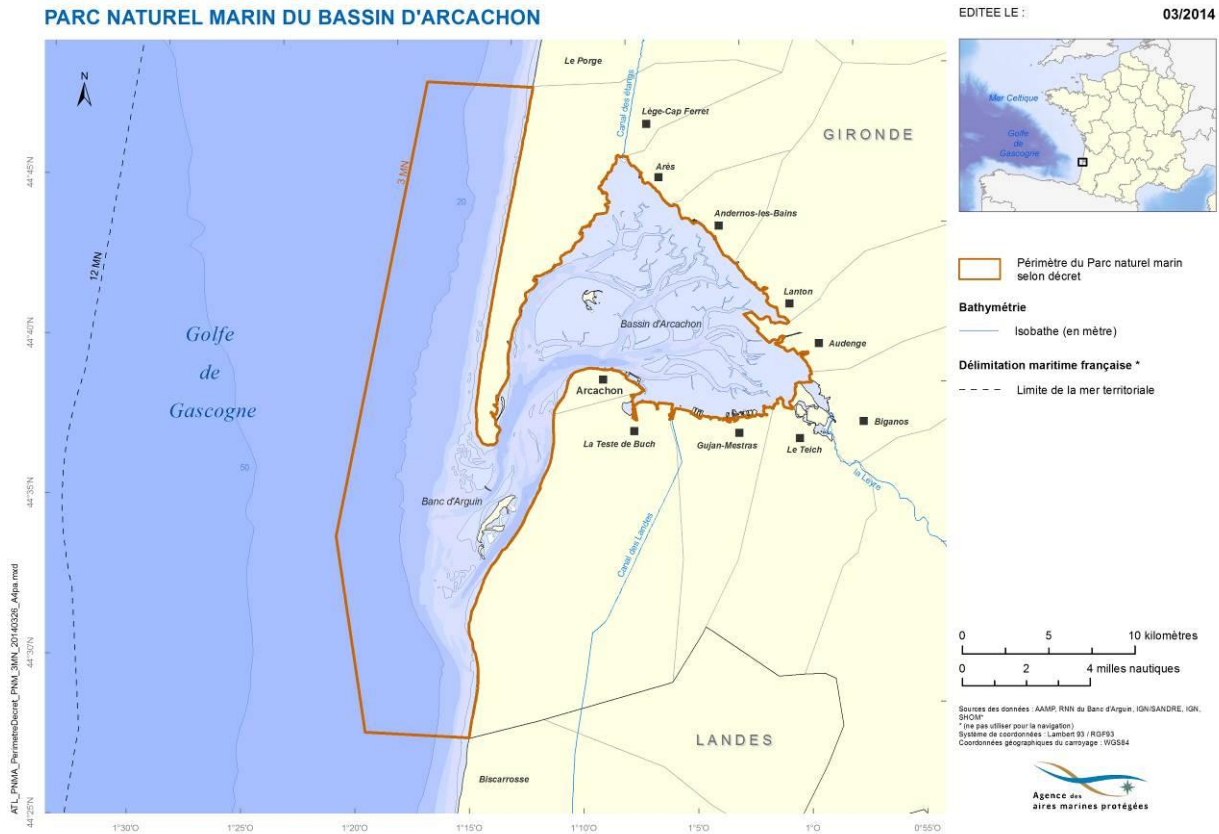 PARC NATUREL MARIN DU BASSIN D'ARCACHON
EDITEE LE :
03/2014
N
Le Porge
Canal des étangs
Lège-Cap Ferret
GIRONDE
Arès
Andernos-les-Bains
Lanton
Audenge
Biganos
Bassin d'Arcachon
Arcachon
La Teste de Buch
Gujan-Mestras
Le Teich
la Leyre
Canal des Landes
Banc d'Arguin
LANDES
Biscarrosse
Golfe
de
Gascogne
12 MN
3 MN
20
50
44°45'N
44°40'N
44°35'N
44°30'N
44°25'N
1°30'O
1°25'O
1°20'O
1°15'O
1°10'O
1°5'O
1°O
0°55'O
ATL_PNMA_PerimetreDecret_PNM_3MN_20140326_A4pa.mxd
Mer Celtique
Golfe
de
Gascogne
Périmètre du Parc naturel marin
selon décret
Bathymétrie
Isobathe (en mètre)
Délimitation maritime française *
Limite de la mer territoriale
0 5 10 kilomètres
0 2 4 milles nautiques
Sources des données : AAMP, RNN du Banc d'Arguin, IGN/SANDRE, IGN,
SHOM*
* (ne pas utiliser pour la navigation)
Système de coordonnées : Lambert 93 / RGF93
Coordonnées géographiques du carroyage : WGS84
Agence des
aires marines protégées